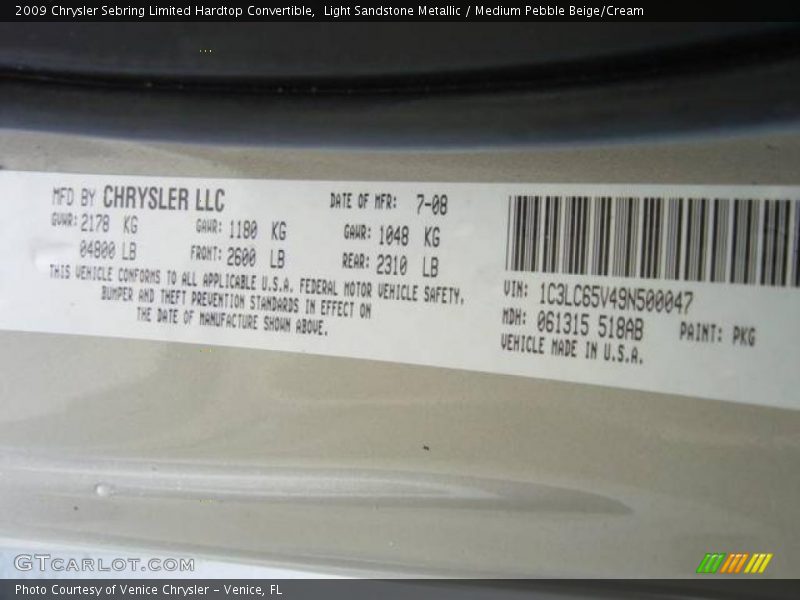 2009 Chrysler Sebring Limited Hardtop Convertible,  Light Sandstone Metallic / Medium Pebble Beige/Cream
MFD BY CHRYSLER LLC
DATE OF MFR: 7-08
GVWR: 2178 KG
GAWR: 1180 KG
GAWR: 1048 KG
04800 LB
FRONT: 2600 LB
REAR: 2310 LB
THIS VEHICLE CONFORMS TO ALL APPLICABLE U.S.A. FEDERAL MOTOR VEHICLE SAFETY,
BUMPER AND THEFT PREVENTION STANDARDS IN EFFECT ON
THE DATE OF MANUFACTURE SHOWN ABOVE.
VIN: 1C3LC65V49N500047
MDH: 061315 518AB PAINT: PKG
VEHICLE MADE IN U.S.A.
GTCARLOT.COM
Photo Courtesy of Venice Chrysler - Venice, FL